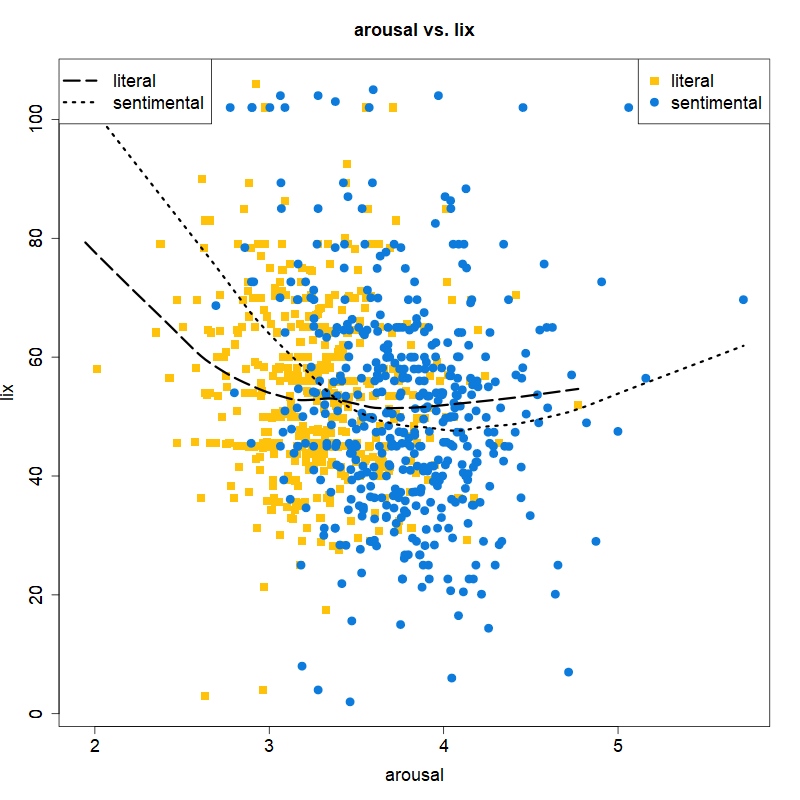 arousal vs. lix
literal
sentimental
literal
sentimental
100
80
60
40
20
0
lix
2 3 4 5
arousal